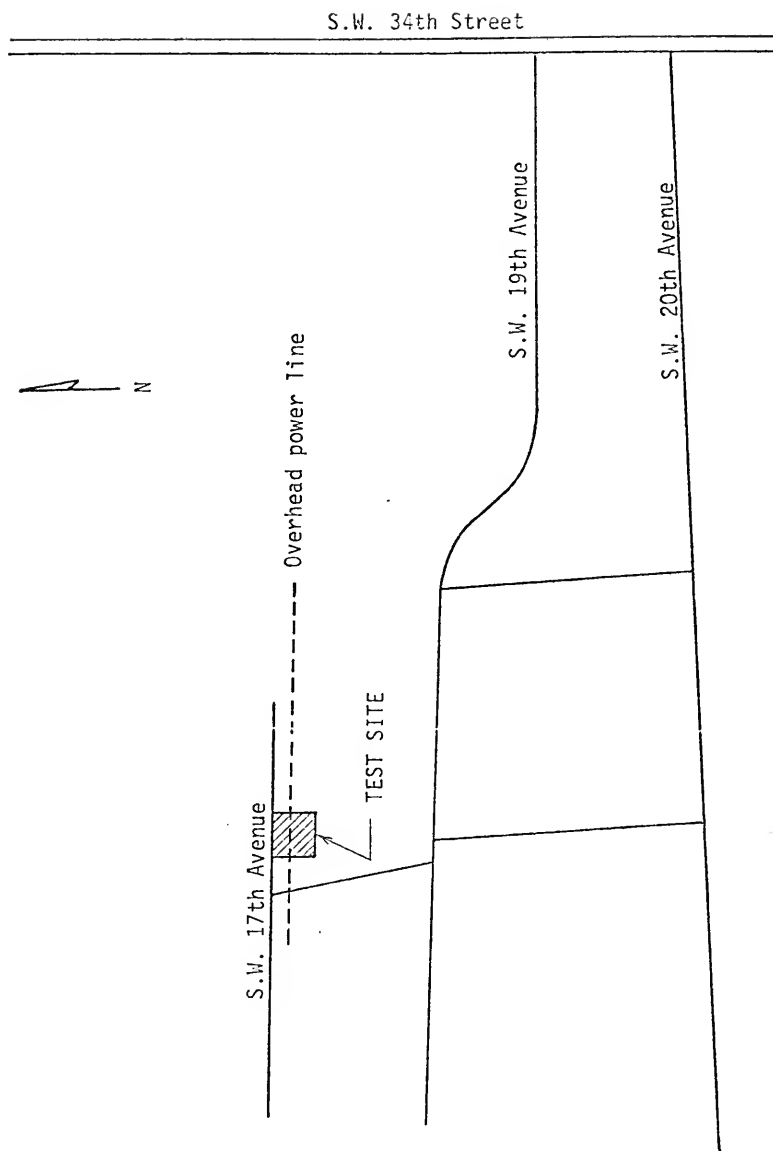 S.W. 34th Street
S.W. 19th Avenue
S.W. 20th Avenue
N
Overhead power line
TEST SITE
S.W. 17th Avenue